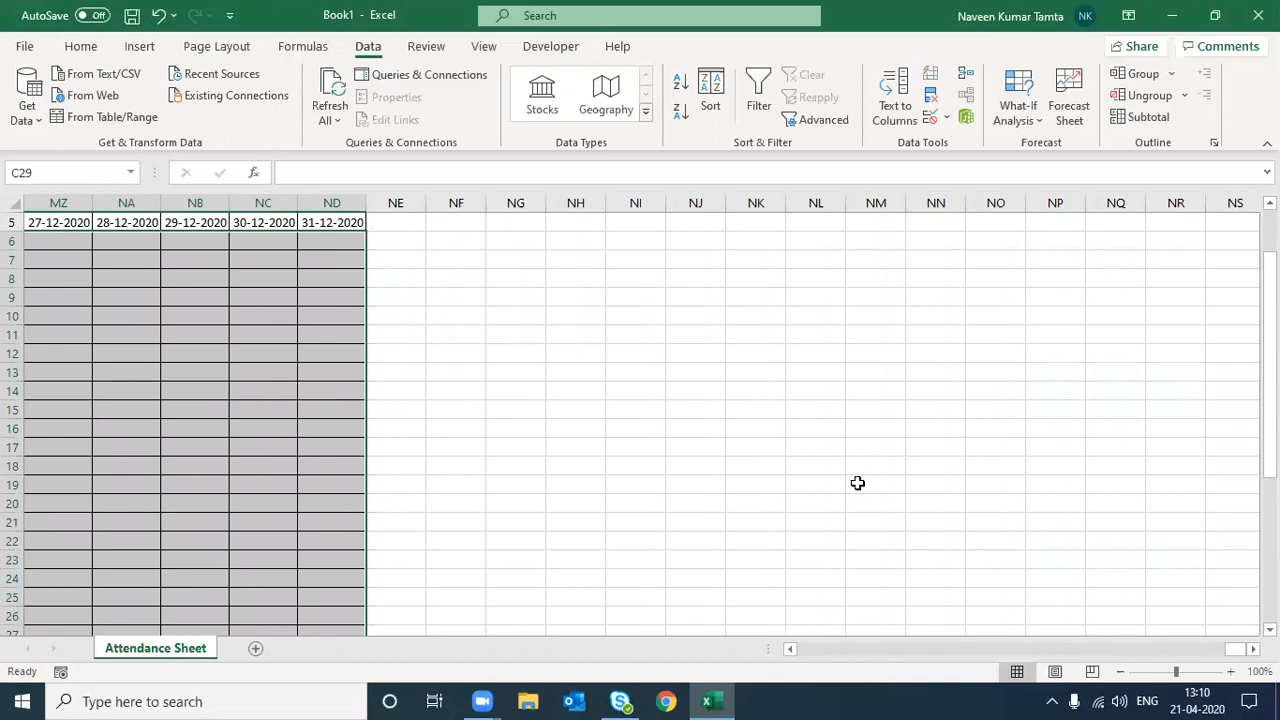 AutoSave Off Book1 - Excel Search Naveen Kumar Tamta NK
File Home Insert Page Layout Formulas Data Review View Developer Help Share Comments
Get Data
From Text/CSV
From Web
From Table/Range
Recent Sources
Existing Connections
Get & Transform Data
Refresh All
Queries & Connections
Properties
Edit Links
Queries & Connections
Stocks Geography
Data Types
Sort
Filter
Clear
Reapply
Advanced
Sort & Filter
Text to Columns
Data Tools
What-If Analysis
Forecast Sheet
Forecast
Group
Ungroup
Subtotal
Outline
C29 fx
MZ NA NB NC ND NE NF NG NH NI NJ NK NL NM NN NO NP NQ NR NS
5 27-12-2020 28-12-2020 29-12-2020 30-12-2020 31-12-2020
6
7
8
9
10
11
12
13
14
15
16
17
18
19
20
21
22
23
24
25
26
27
Attendance Sheet
Ready 100%
Type here to search ENG 13:10
21-04-2020